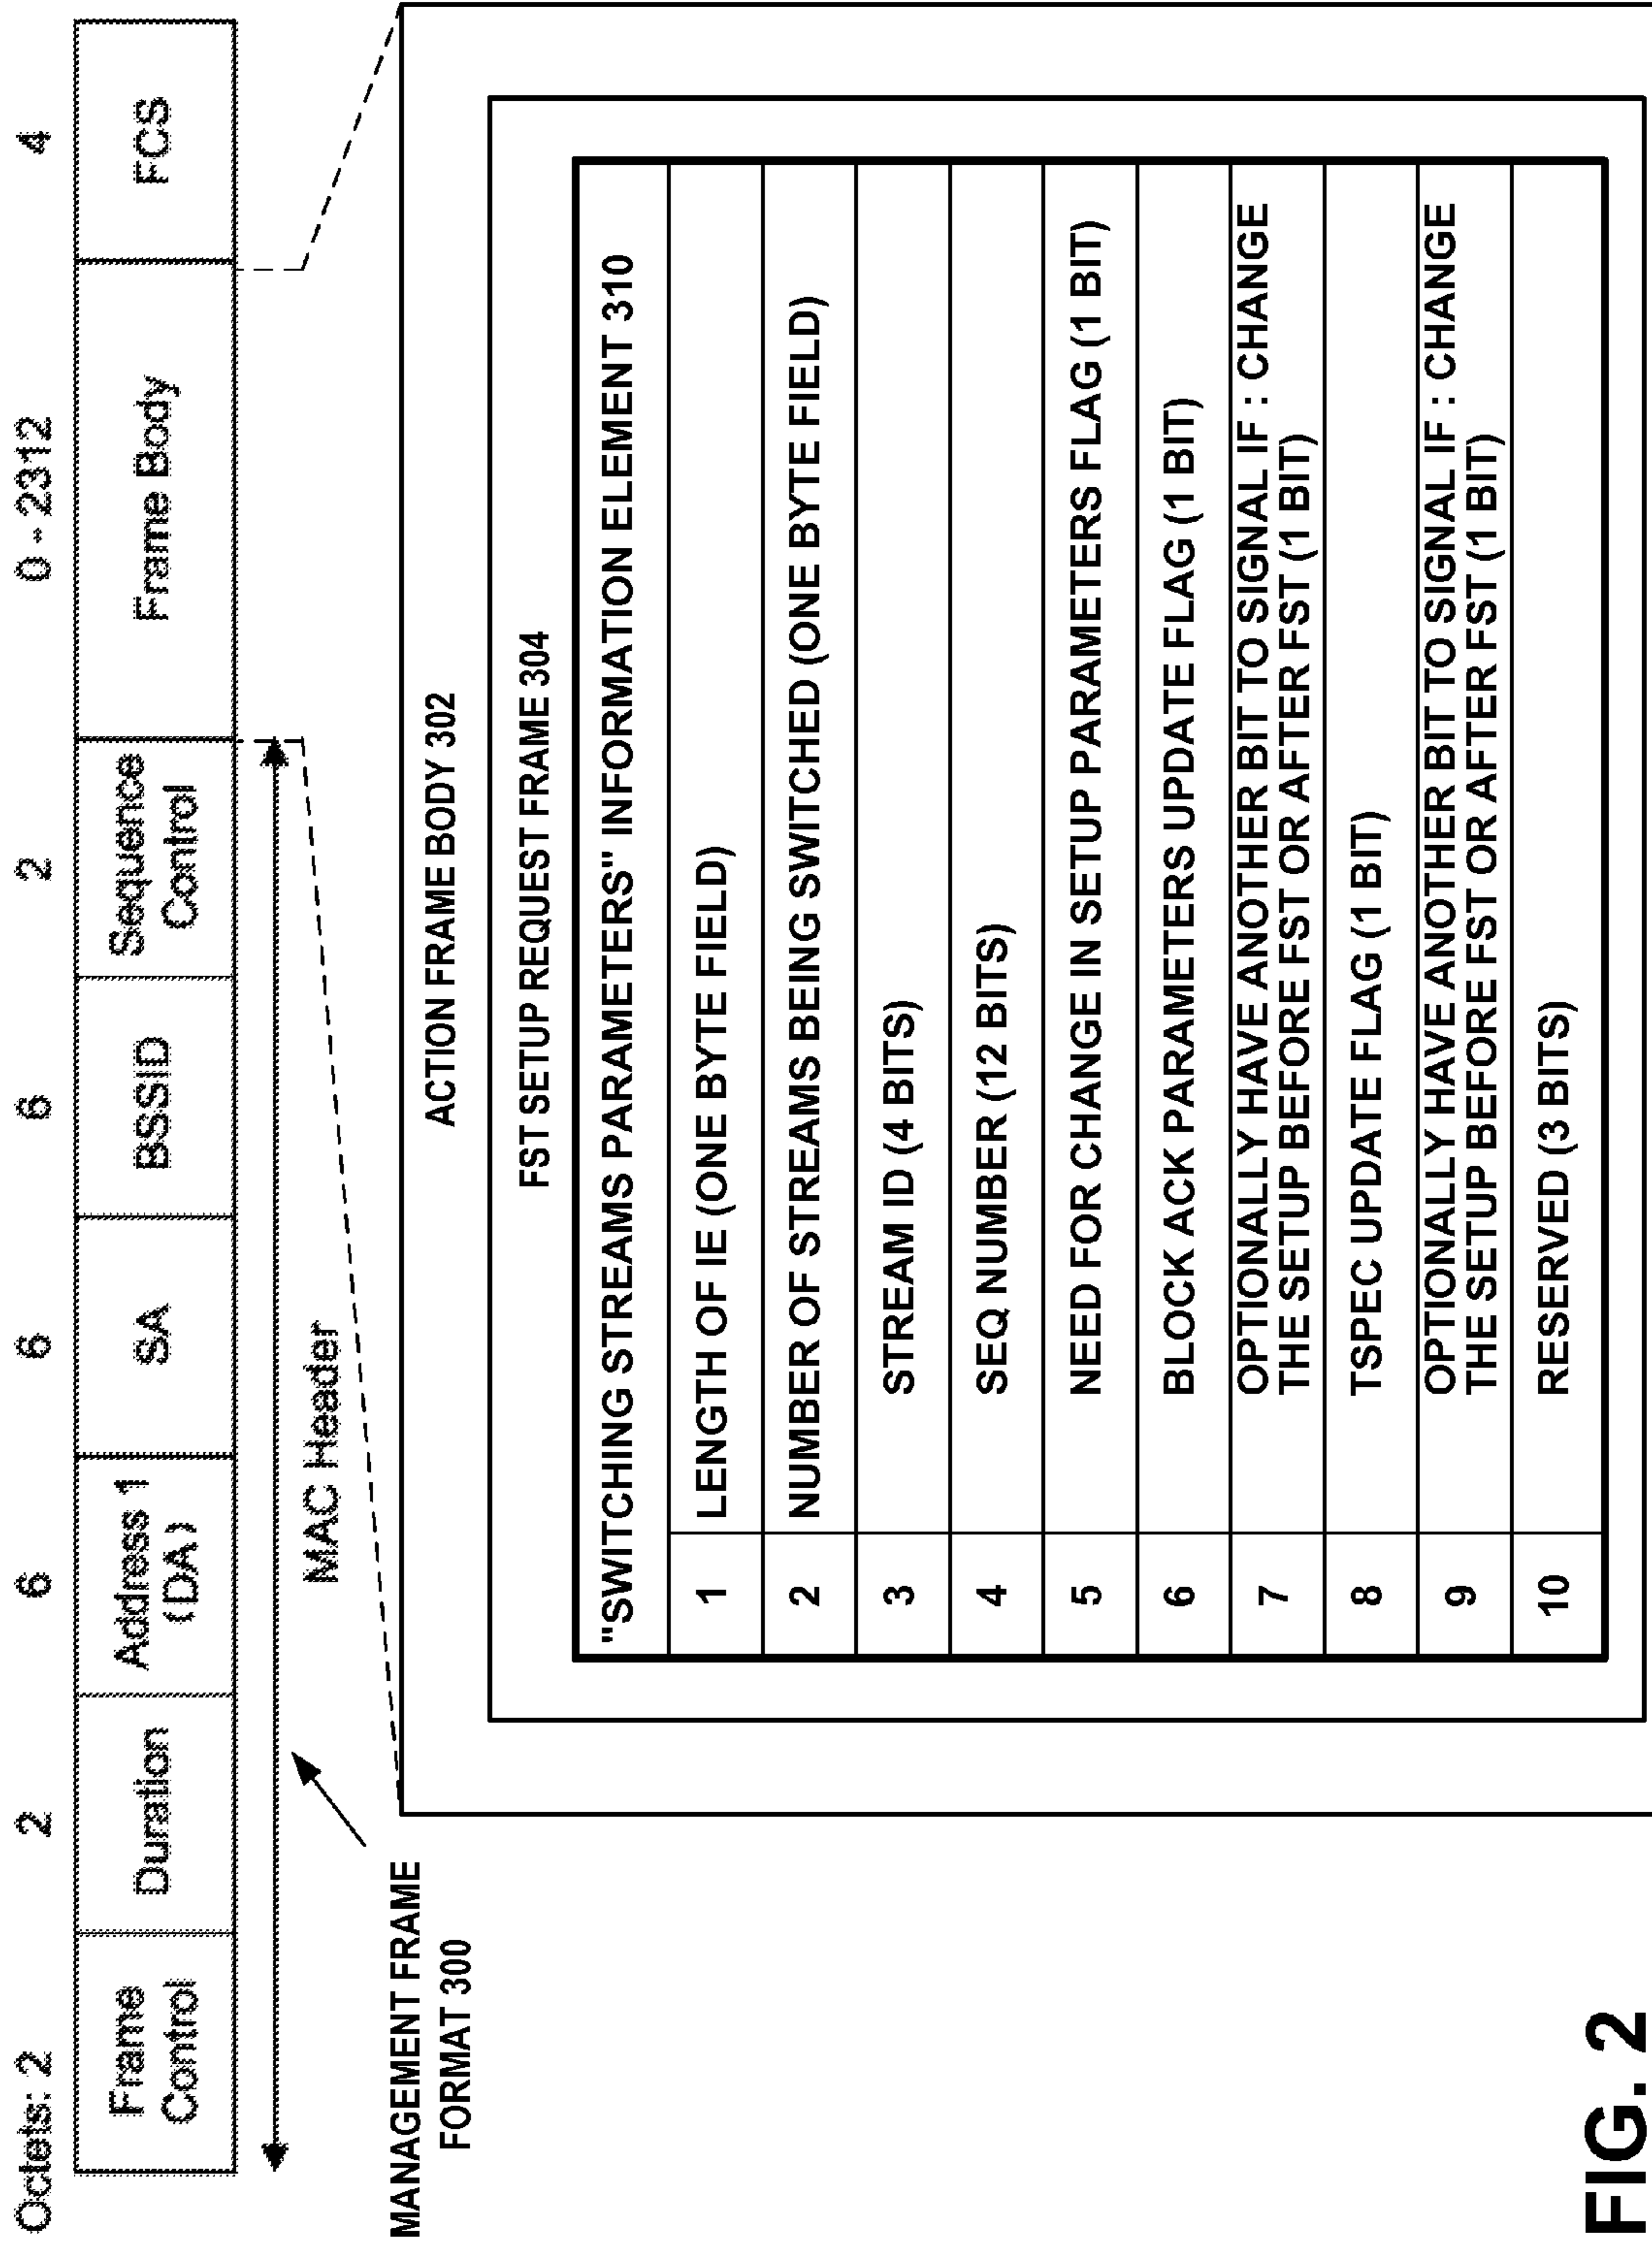 Octets: 2 2 6 6 6 2 0 - 2312 4
Frame Control Duration Address 1 (DA) SA BSSID Sequence Control Frame Body FCS
MAC Header
MANAGEMENT FRAME
FORMAT 300
ACTION FRAME BODY 302
FST SETUP REQUEST FRAME 304
"SWITCHING STREAMS PARAMETERS" INFORMATION ELEMENT 310
1 LENGTH OF IE (ONE BYTE FIELD)
2 NUMBER OF STREAMS BEING SWITCHED (ONE BYTE FIELD)
3 STREAM ID (4 BITS)
4 SEQ NUMBER (12 BITS)
5 NEED FOR CHANGE IN SETUP PARAMETERS FLAG (1 BIT)
6 BLOCK ACK PARAMETERS UPDATE FLAG (1 BIT)
7 OPTIONALLY HAVE ANOTHER BIT TO SIGNAL IF : CHANGE
THE SETUP BEFORE FST OR AFTER FST (1 BIT)
8 TSPEC UPDATE FLAG (1 BIT)
9 OPTIONALLY HAVE ANOTHER BIT TO SIGNAL IF : CHANGE
THE SETUP BEFORE FST OR AFTER FST (1 BIT)
10 RESERVED (3 BITS)
FIG. 2